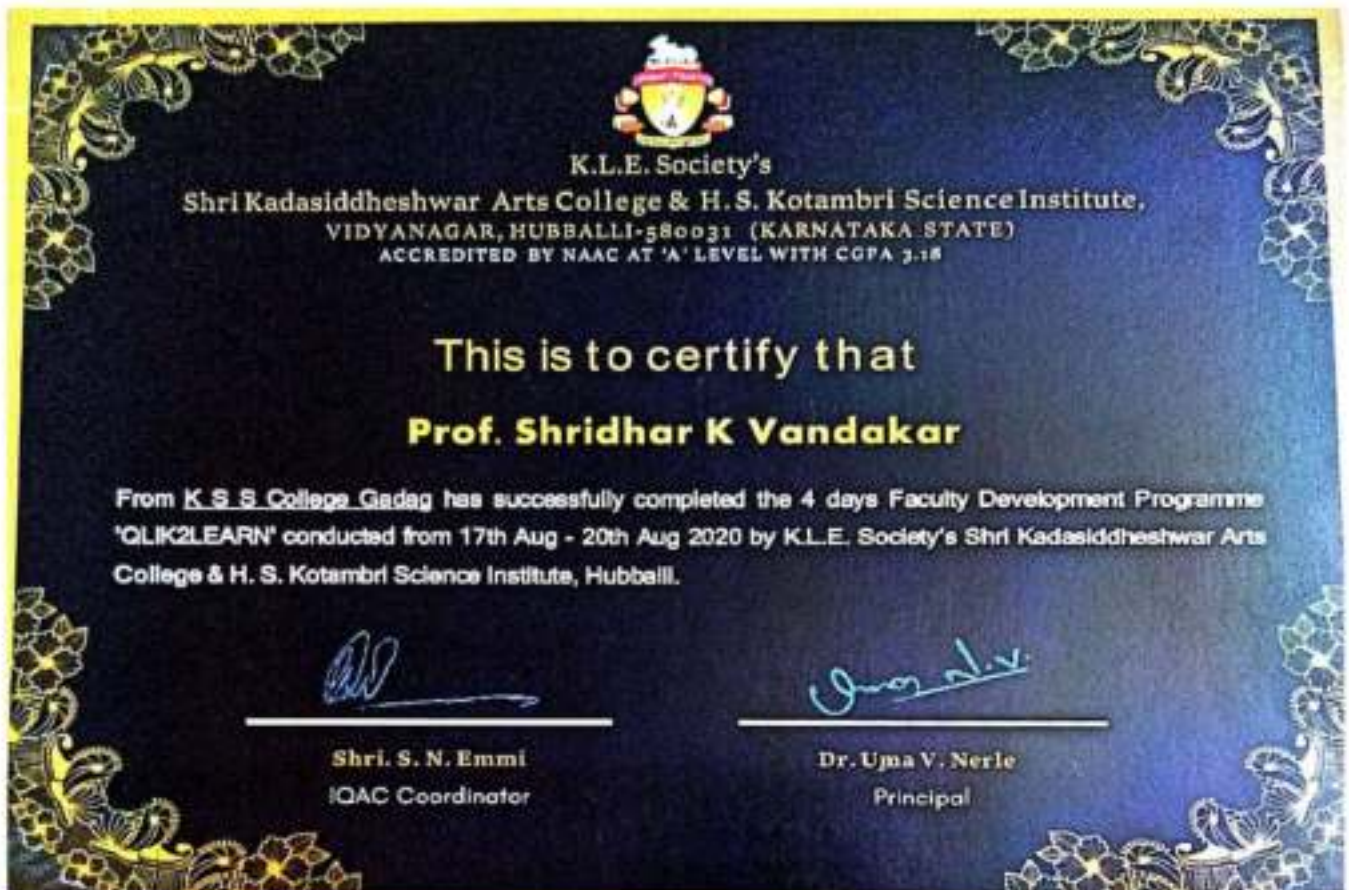 K.L.E. Society's
Shri Kadasiddheshwar Arts College & H. S. Kotambri Science Institute,
VIDYANAGAR, HUBBALLI-580031 (KARNATAKA STATE)
ACCREDITED BY NAAC AT 'A' LEVEL WITH CGPA 3.18
This is to certify that
Prof. Shridhar K Vandakar
From K S S College Gadag has successfully completed the 4 days Faculty Development Programme
'QLIK2LEARN' conducted from 17th Aug - 20th Aug 2020 by K.L.E. Society's Shri Kadasiddheshwar Arts
College & H. S. Kotambri Science Institute, Hubballi.
Shri. S. N. Emmi
Dr. Uma V. Nerle
IQAC Coordinator
Principal